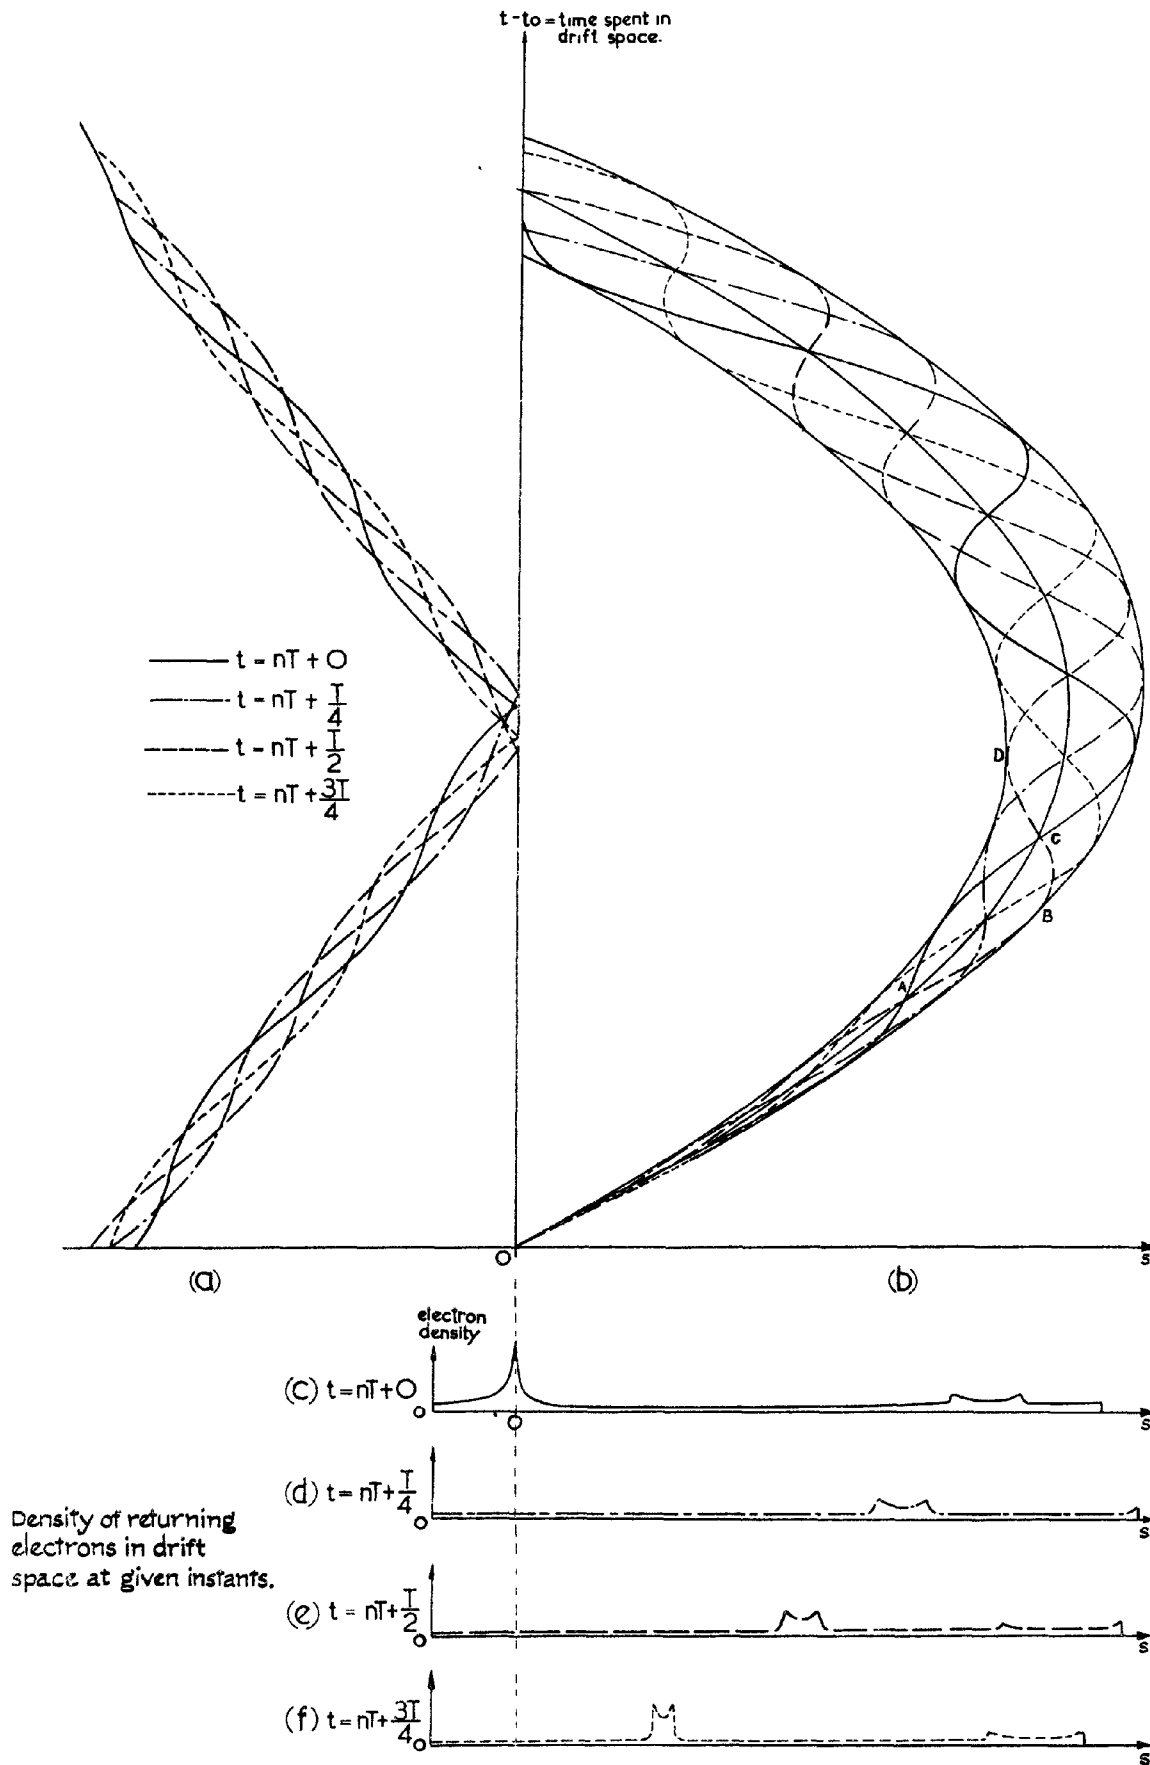 t-to = time spent in
drift space.
t = nT + O
t = nT + T/4
t = nT + T/2
t = nT + 3T/4
D
C
B
A
O
s
(a)
(b)
electron
density
(c) t = nT + O
O
O
s
(d) t = nT + T/4
O
s
Density of returning
electrons in drift
space at given instants.
(e) t = nT + T/2
O
s
(f) t = nT + 3T/4
O
s